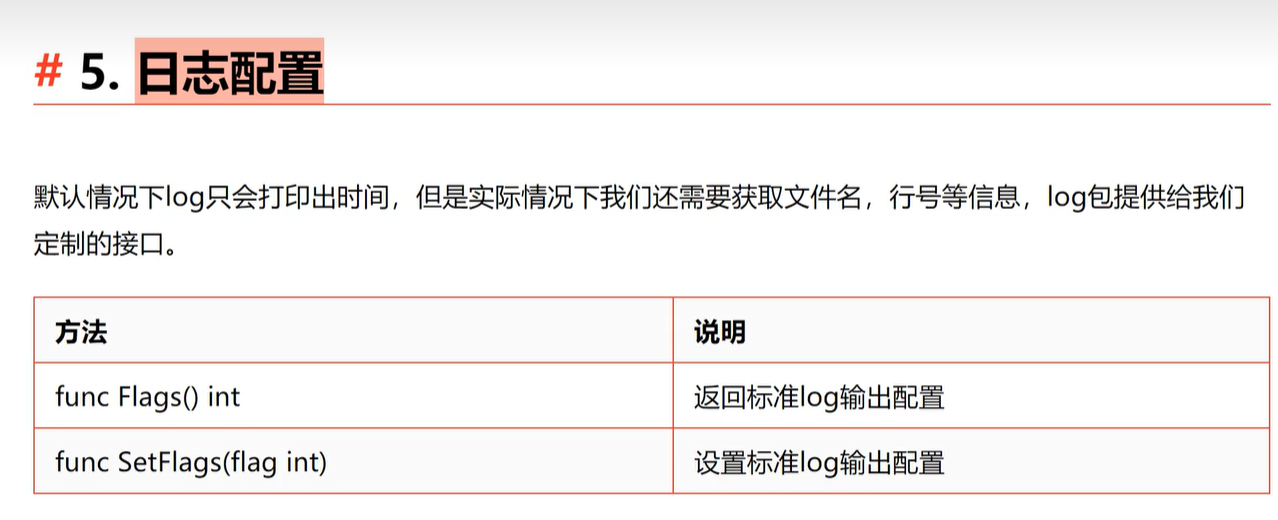 # 5. 日志配置
默认情况下log只会打印出时间，但是实际情况下我们还需要获取文件名，行号等信息，log包提供给我们
定制的接口。
方法 说明
func Flags() int 返回标准log输出配置
func SetFlags(flag int) 设置标准log输出配置